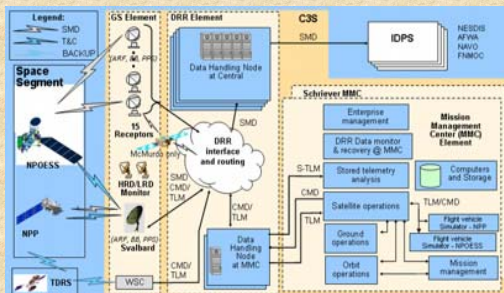 Legend:
SMD
T&C
BACKUP
Space
Segment
NPOESS
NPP
TDRS
GS Element
(ARF, BB, PPS)
15
Receptors
McMurdo only
HRD/LRD
Monitor
(ARF, BB, PPS)
Svalbard
WSC
DRR Element
Data Handling
Node at Central
SMD
DRR
interface
and routing
SMD
CMD/
TLM
CMD/
TLM
CMD/
TLM
Data
Handling
Node
at MMC
C3S
SMD
IDPS
NESDIS
AFWA
NAVO
FNMOC
Schriever MMC
Mission
Management
Center (MMC)
Element
Enterprise
management
DRR Data monitor
& recovery @ MMC
S-TLM
Stored telemetry
analysis
Computers
and Storage
CMD
TLM
Satellite operations
TLM/CMD
Flight vehicle
Simulator - NPP
Flight vehicle
Simulator - NPOESS
Ground
operations
Orbit
operations
Mission
management